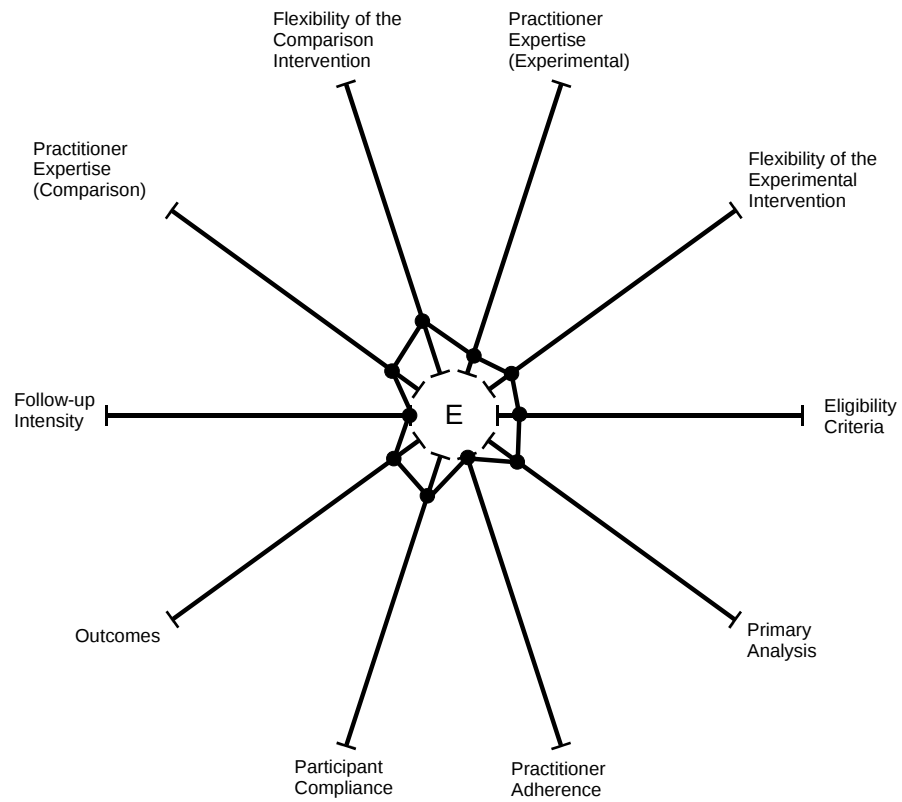 Flexibility of the
Comparison
Intervention
Practitioner
Expertise
(Experimental)
Practitioner
Expertise
(Comparison)
Flexibility of the
Experimental
Intervention
Follow-up
Intensity
E
Eligibility
Criteria
Outcomes
Primary
Analysis
Participant
Compliance
Practitioner
Adherence